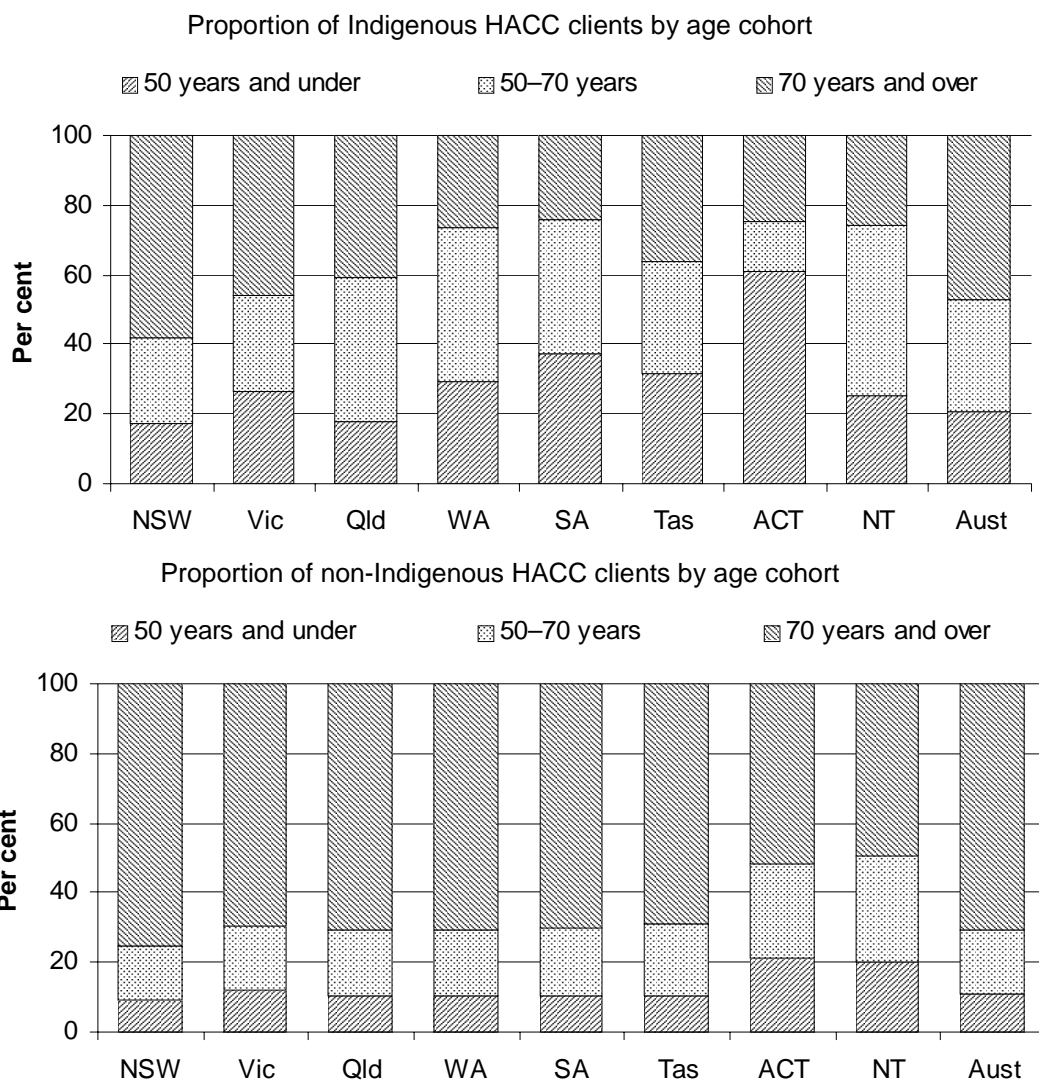 Proportion of Indigenous HACC clients by age cohort
50 years and under 50–70 years 70 years and over
100
80
60
40
20
0
Per cent
NSW Vic Qld WA SA Tas ACT NT Aust
Proportion of non-Indigenous HACC clients by age cohort
50 years and under 50–70 years 70 years and over
100
80
60
40
20
0
Per cent
NSW Vic Qld WA SA Tas ACT NT Aust